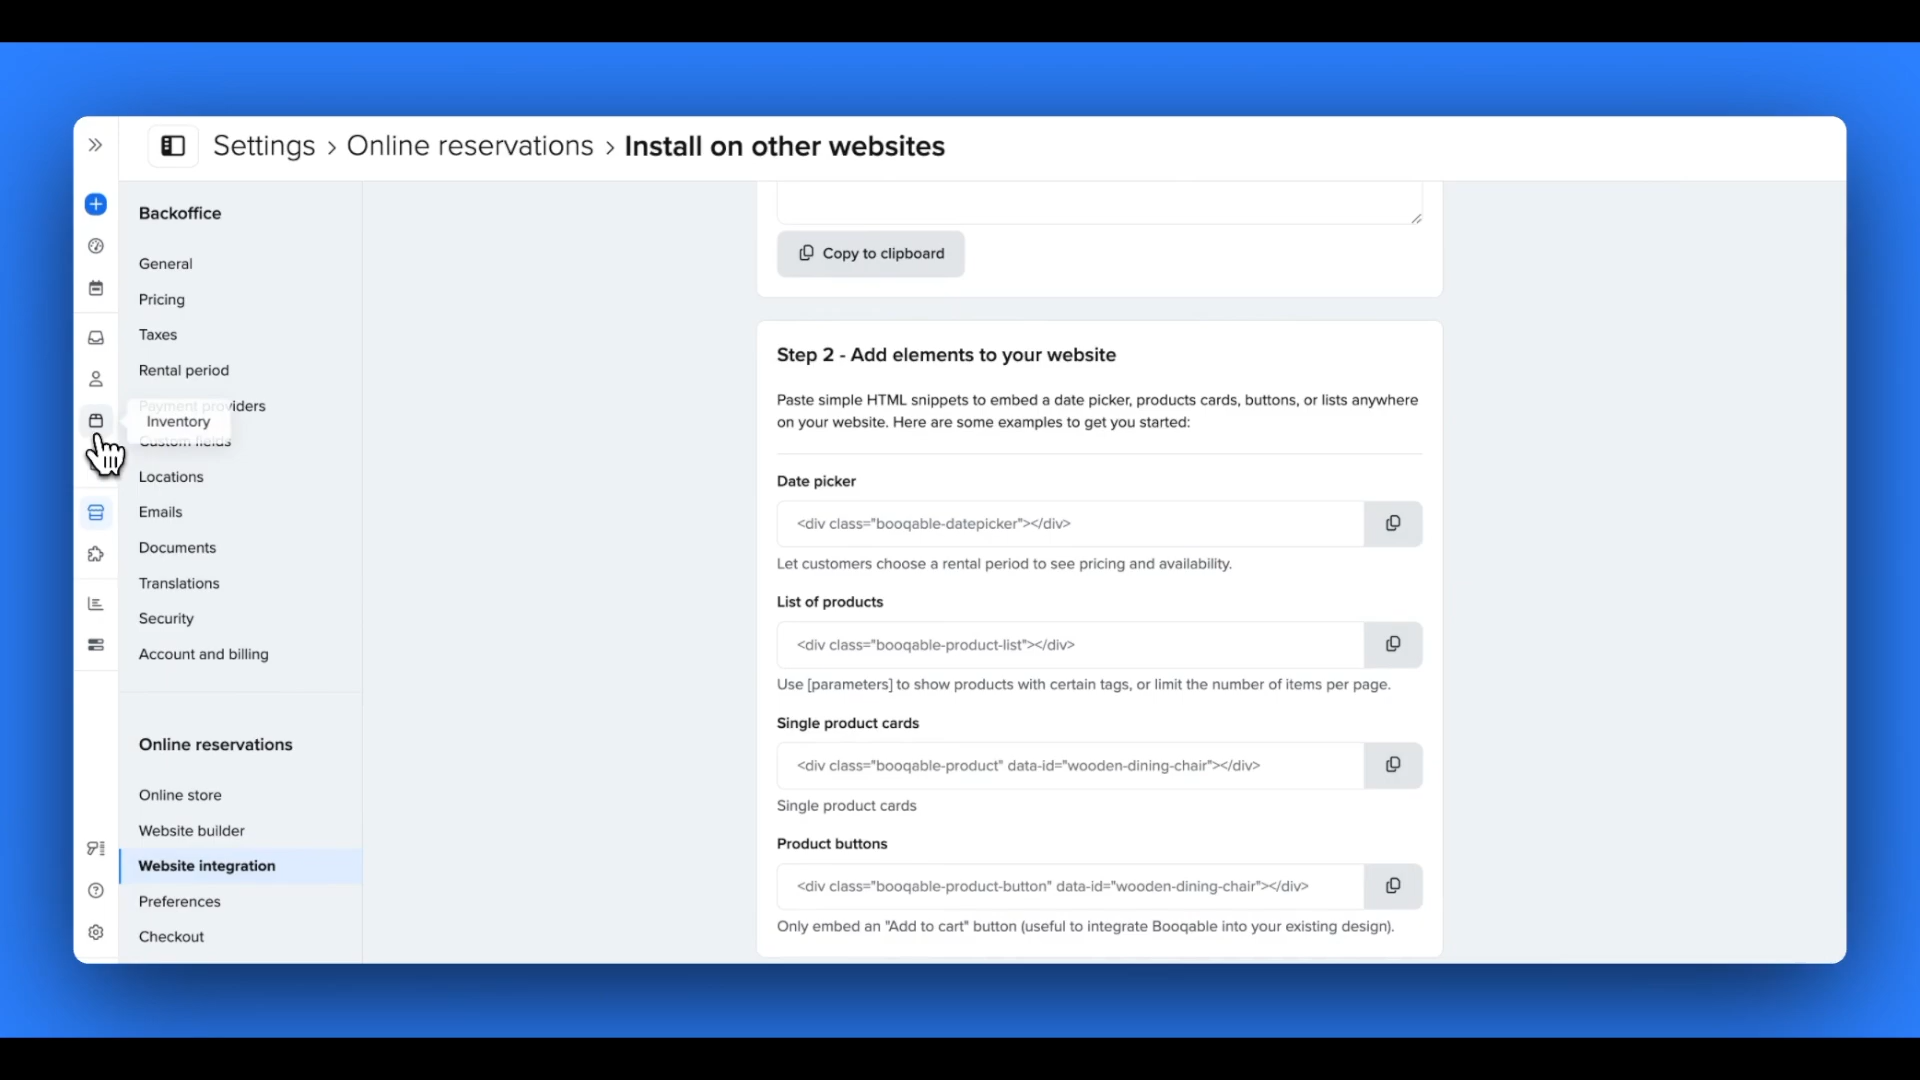 Settings › Online reservations › Install on other websites
Backoffice
General
Pricing
Taxes
Rental period
Payment providers
Inventory
Custom fields
Locations
Emails
Documents
Translations
Security
Account and billing
Online reservations
Online store
Website builder
Website integration
Preferences
Checkout
Copy to clipboard
Step 2 - Add elements to your website
Paste simple HTML snippets to embed a date picker, products cards, buttons, or lists anywhere
on your website. Here are some examples to get you started:
Date picker
<div class="booqable-datepicker"></div>
Let customers choose a rental period to see pricing and availability.
List of products
<div class="booqable-product-list"></div>
Use [parameters] to show products with certain tags, or limit the number of items per page.
Single product cards
<div class="booqable-product" data-id="wooden-dining-chair"></div>
Single product cards
Product buttons
<div class="booqable-product-button" data-id="wooden-dining-chair"></div>
Only embed an "Add to cart" button (useful to integrate Booqable into your existing design).